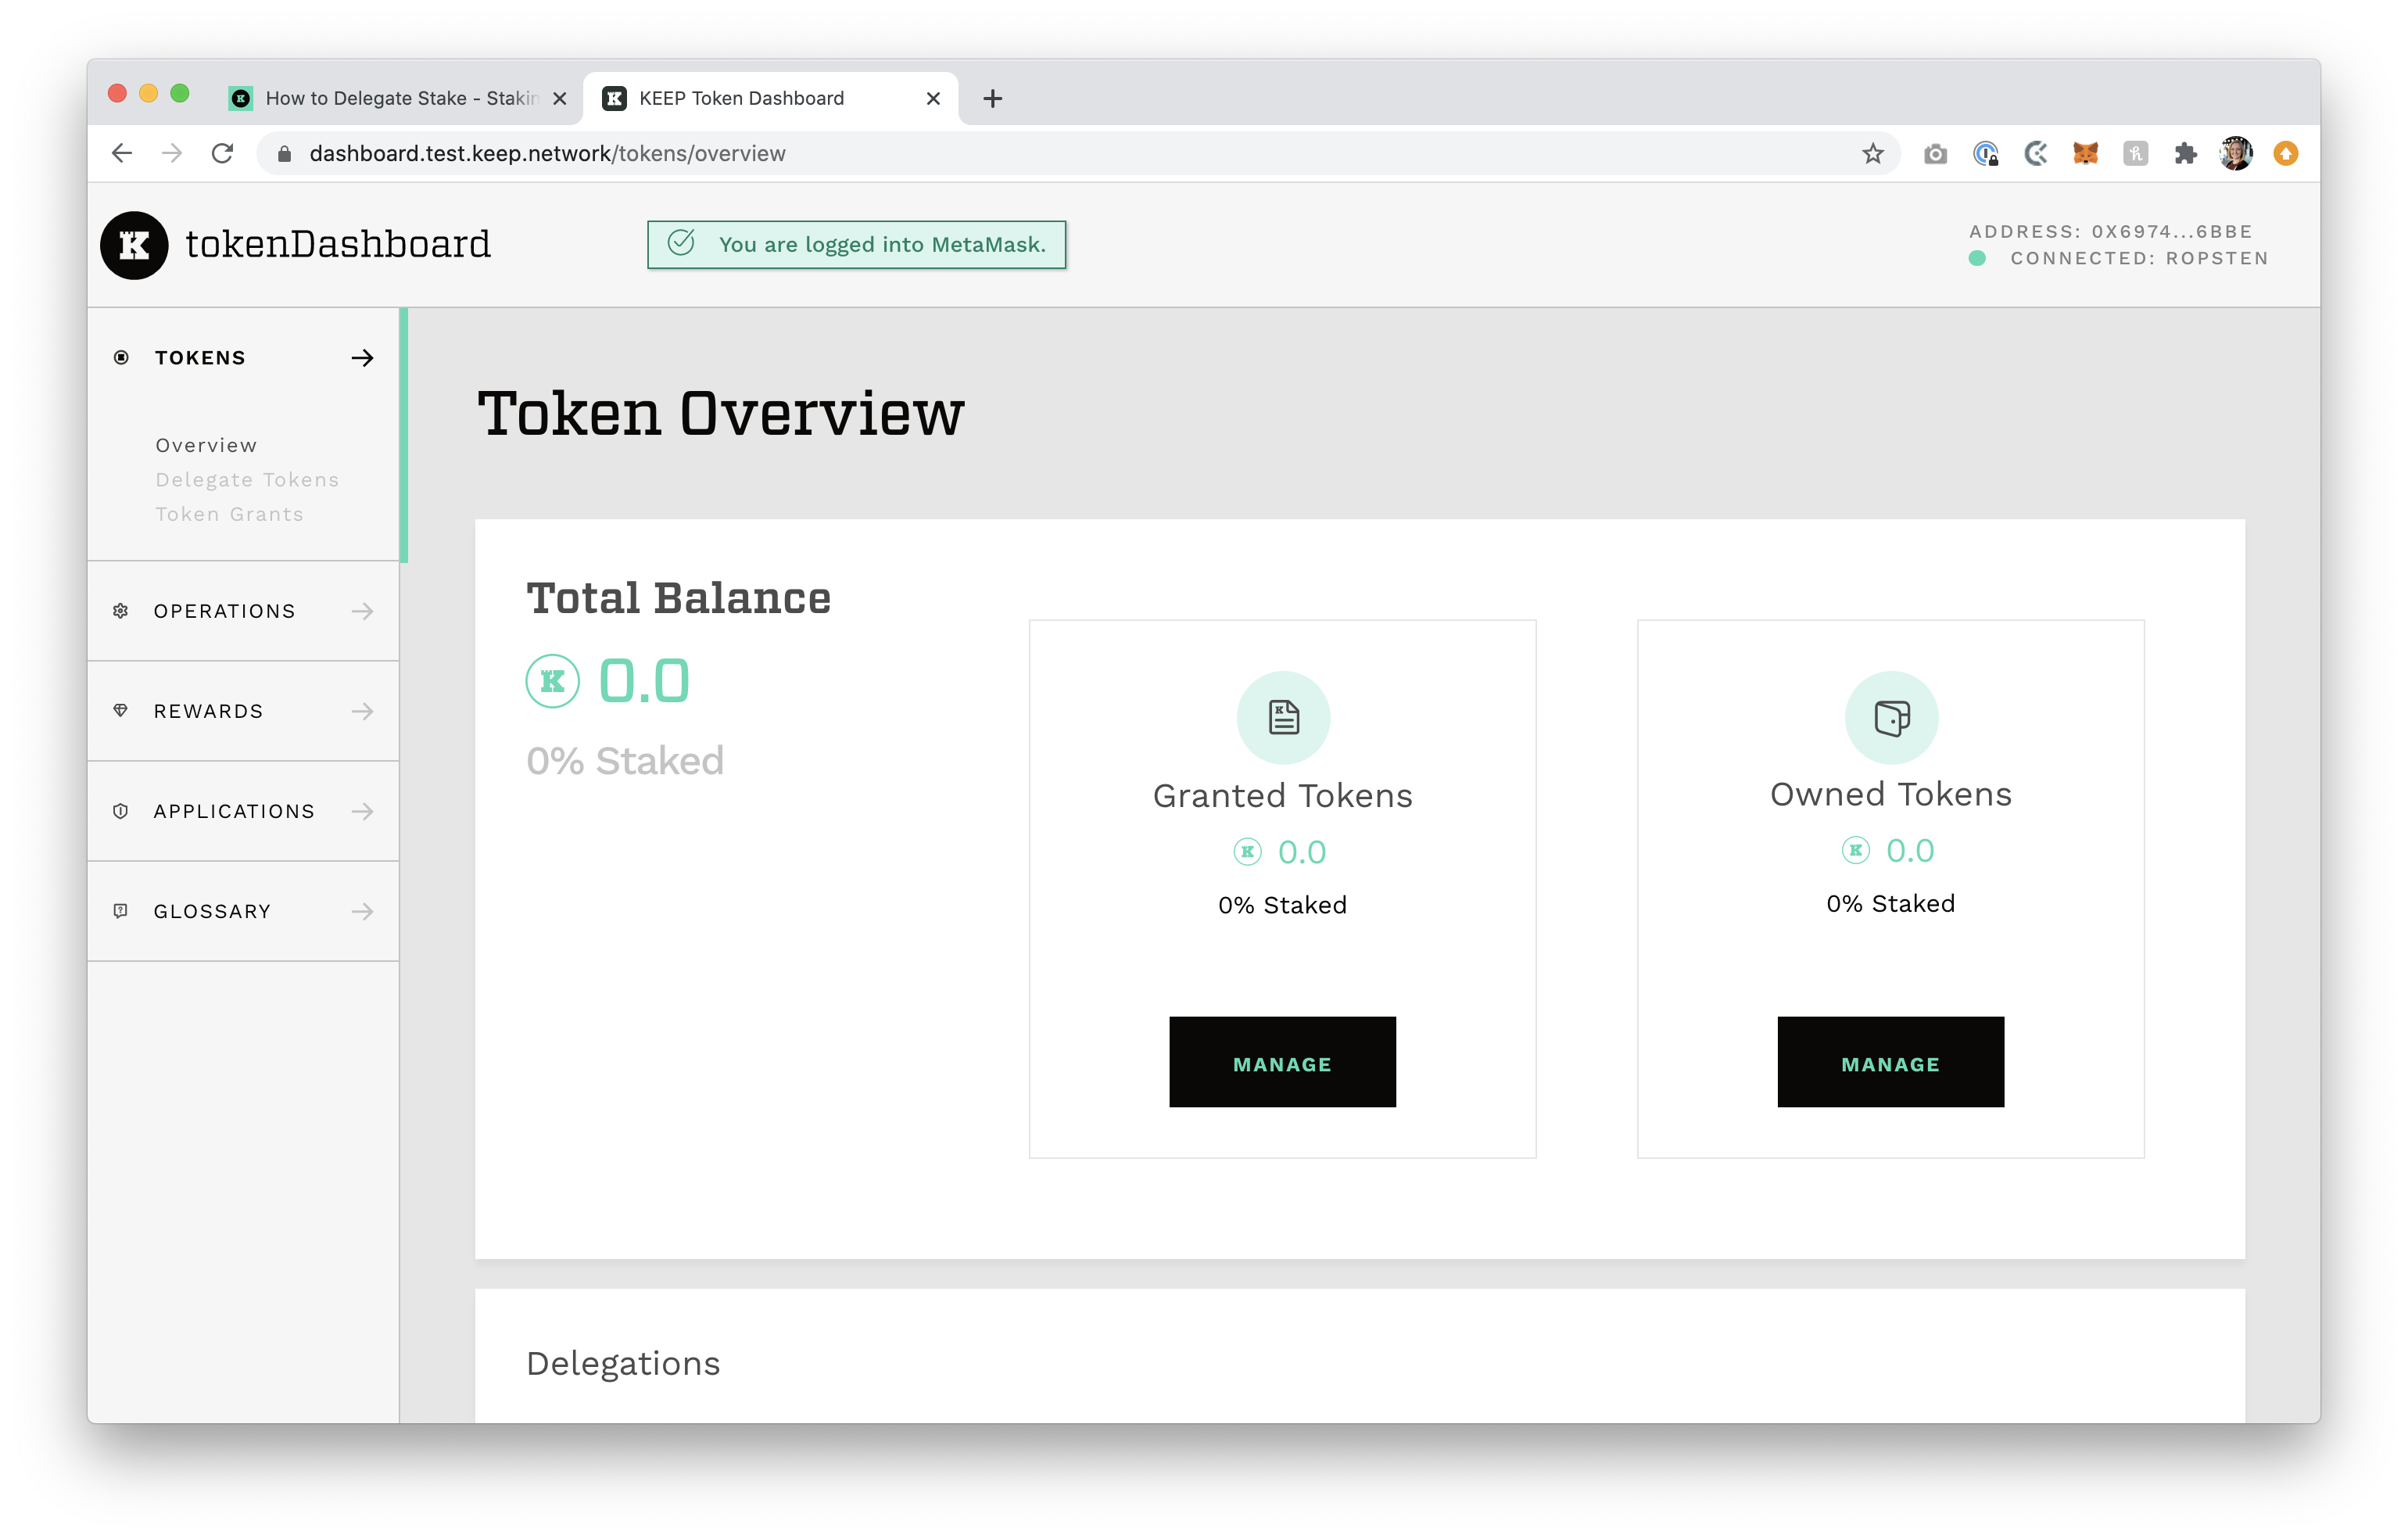 How to Delegate Stake - Stakin
KEEP Token Dashboard
dashboard.test.keep.network/tokens/overview
K tokenDashboard
You are logged into MetaMask.
ADDRESS: 0X6974...6BBE
CONNECTED: ROPSTEN
TOKENS
Overview
Delegate Tokens
Token Grants
OPERATIONS
REWARDS
APPLICATIONS
GLOSSARY
Token Overview
Total Balance
K 0.0
0% Staked
Granted Tokens
K 0.0
0% Staked
MANAGE
Owned Tokens
K 0.0
0% Staked
MANAGE
Delegations